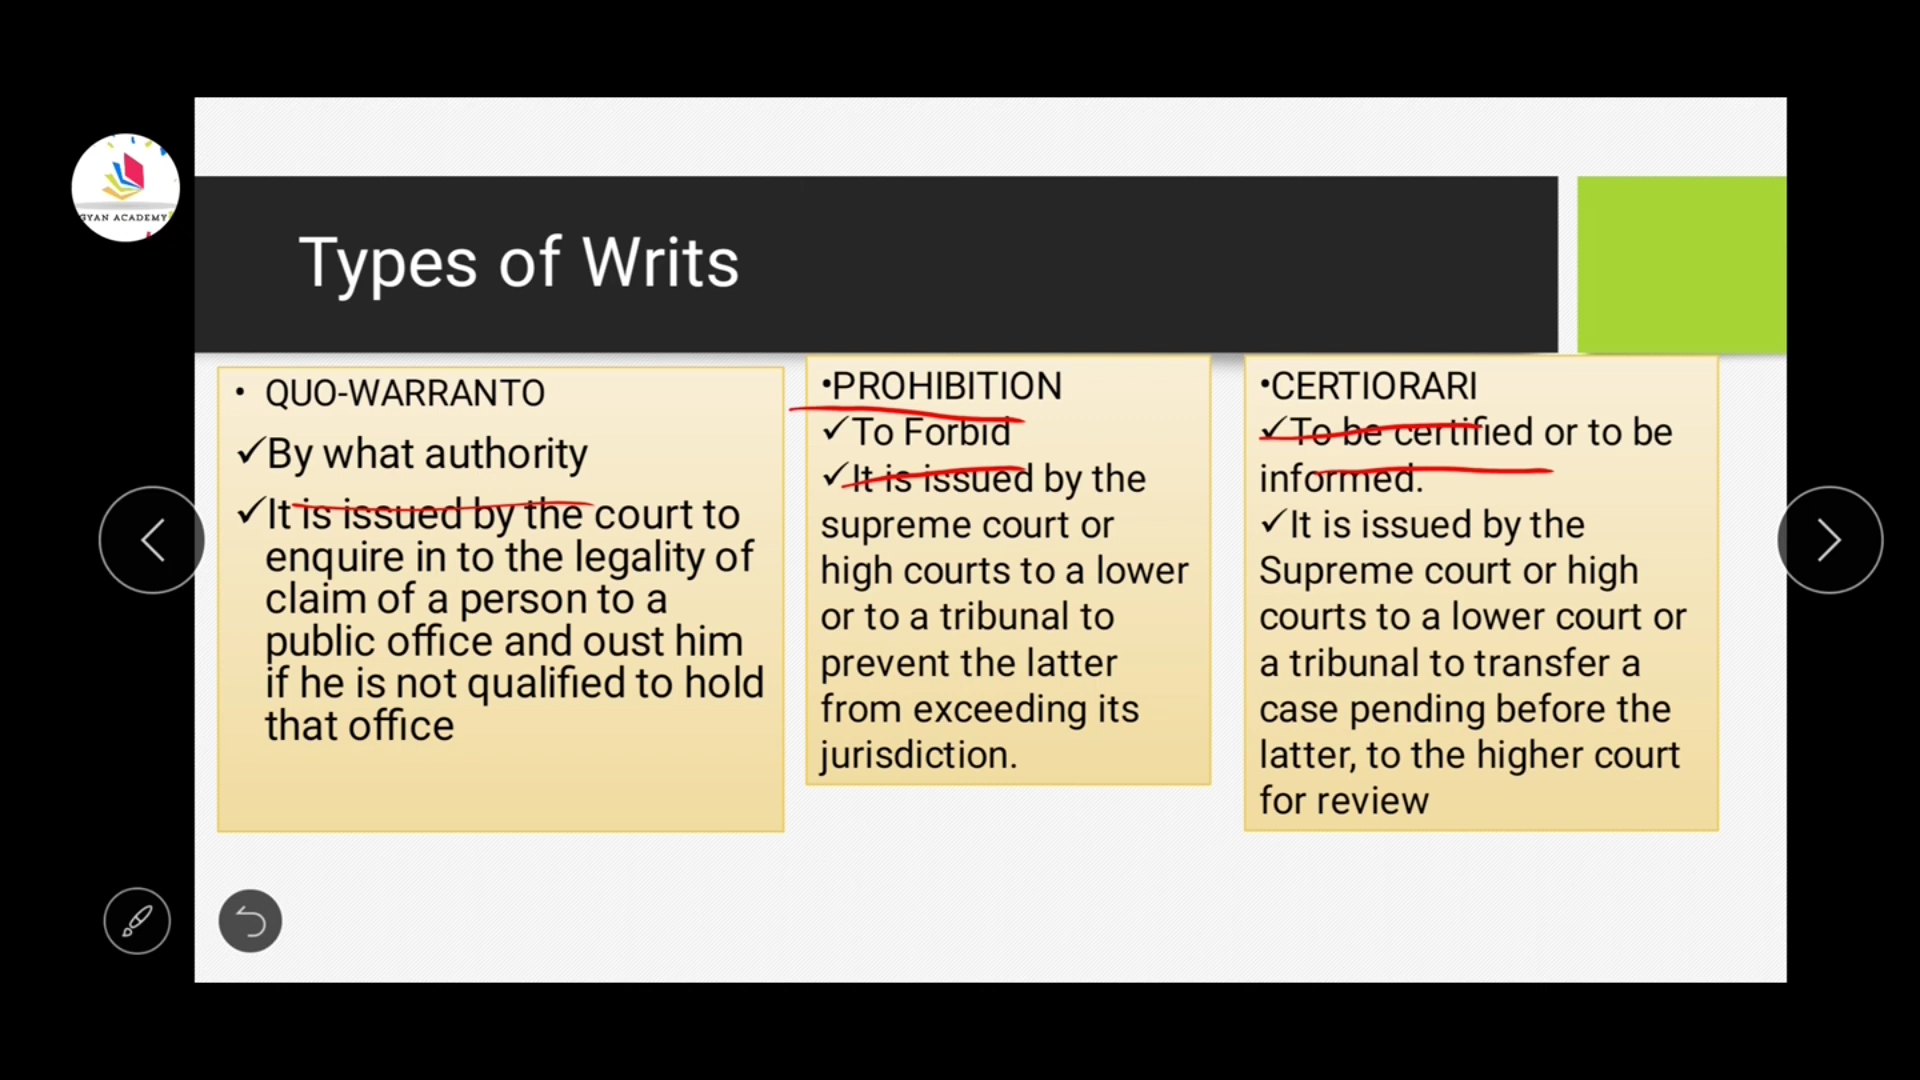 GYAN ACADEMY
Types of Writs
• QUO-WARRANTO
✓By what authority
✓It is issued by the court to
enquire in to the legality of
claim of a person to a
public office and oust him
if he is not qualified to hold
that office
•PROHIBITION
✓To Forbid
✓It is issued by the
supreme court or
high courts to a lower
or to a tribunal to
prevent the latter
from exceeding its
jurisdiction.
•CERTIORARI
✓To be certified or to be
informed.
✓It is issued by the
Supreme court or high
courts to a lower court or
a tribunal to transfer a
case pending before the
latter, to the higher court
for review